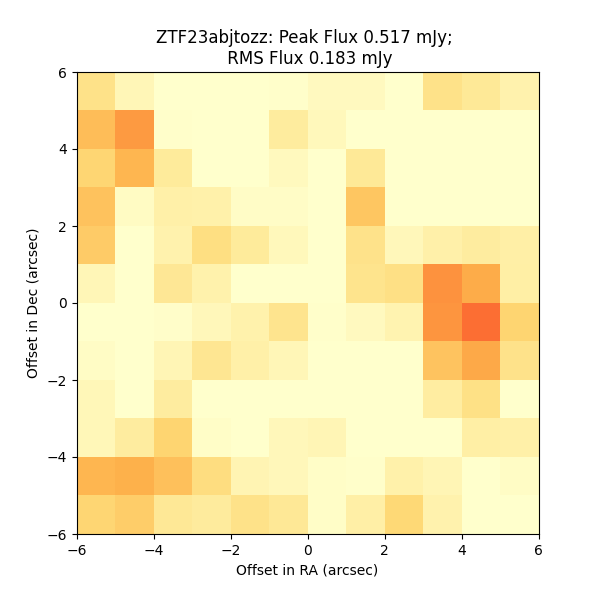 ZTF23abjtozz: Peak Flux 0.517 mJy;
RMS Flux 0.183 mJy
6
4
2
0
−2
−4
−6
Offset in Dec (arcsec)
−6 −4 −2 0 2 4 6
Offset in RA (arcsec)